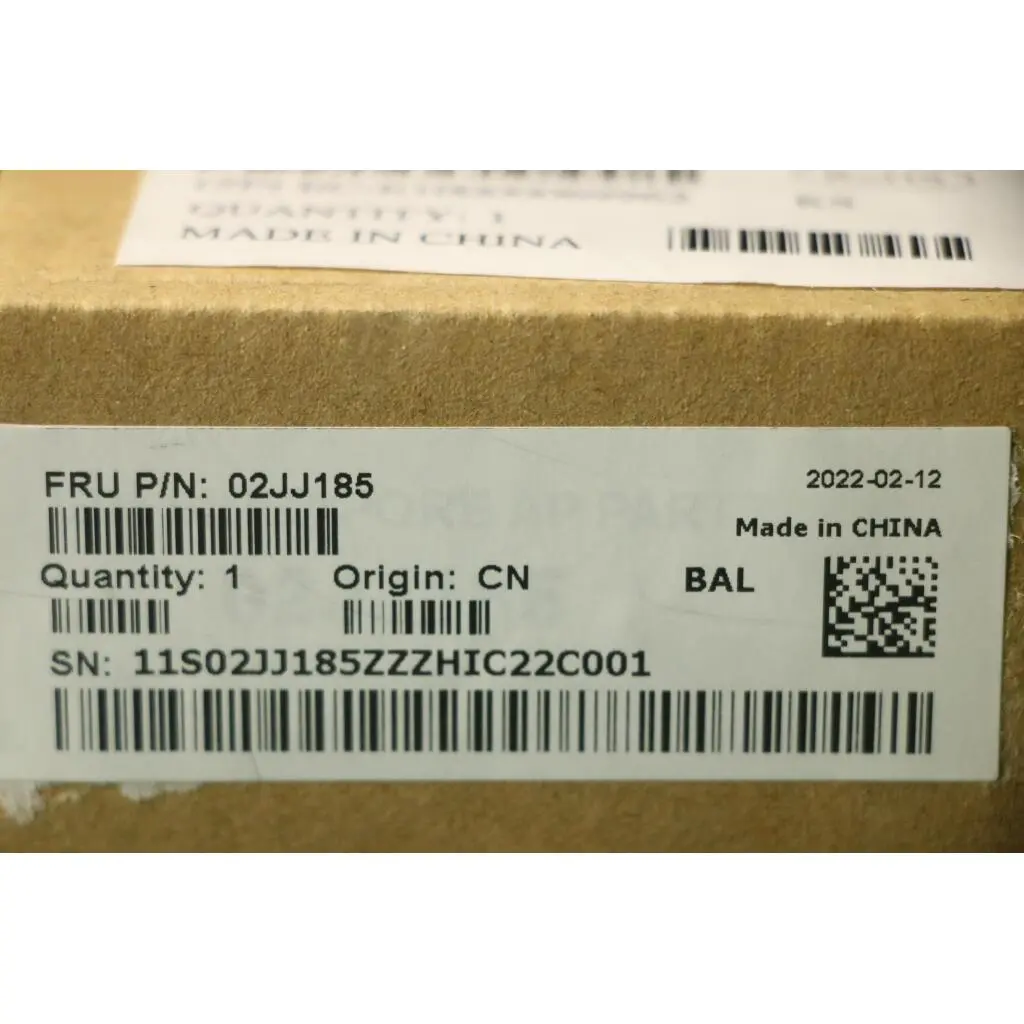 QUANTITY: 1
MADE IN CHINA
FRU P/N: 02JJ185
2022-02-12
Made in CHINA
Quantity: 1
Origin: CN
BAL
SN: 11S02JJ185ZZZHIC22C001